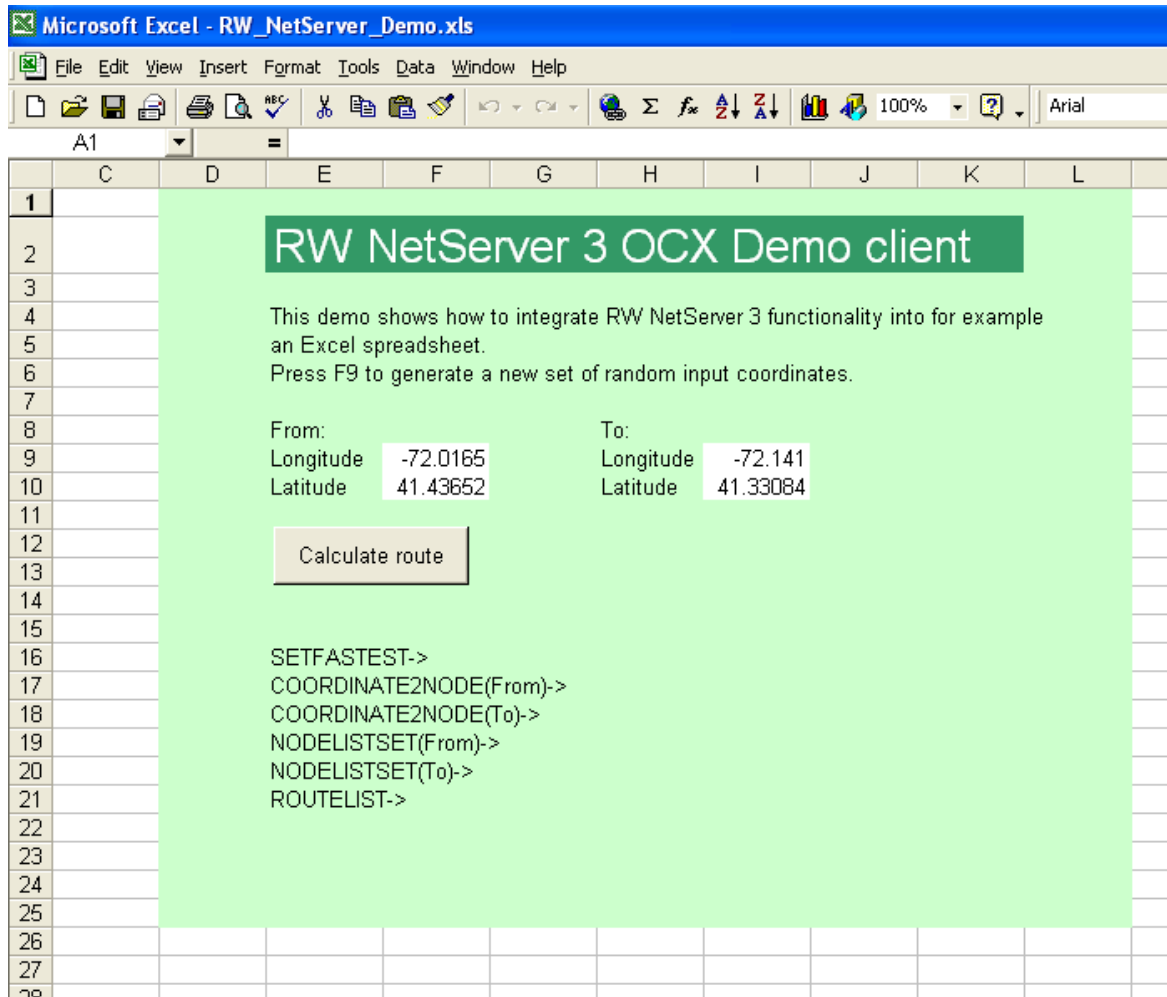 Microsoft Excel - RW_NetServer_Demo.xls
File Edit View Insert Format Tools Data Window Help
ABC Σ fx A Z Z A 100% ? Arial
A1 =
C D E F G H I J K L
1
2 RW NetServer 3 OCX Demo client
3
4 This demo shows how to integrate RW NetServer 3 functionality into for example
5 an Excel spreadsheet.
6 Press F9 to generate a new set of random input coordinates.
7
8 From: To:
9 Longitude -72.0165 Longitude -72.141
10 Latitude 41.43652 Latitude 41.33084
11
12 Calculate route
13
14
15
16 SETFASTEST->
17 COORDINATE2NODE(From)->
18 COORDINATE2NODE(To)->
19 NODELISTSET(From)->
20 NODELISTSET(To)->
21 ROUTELIST->
22
23
24
25
26
27
28